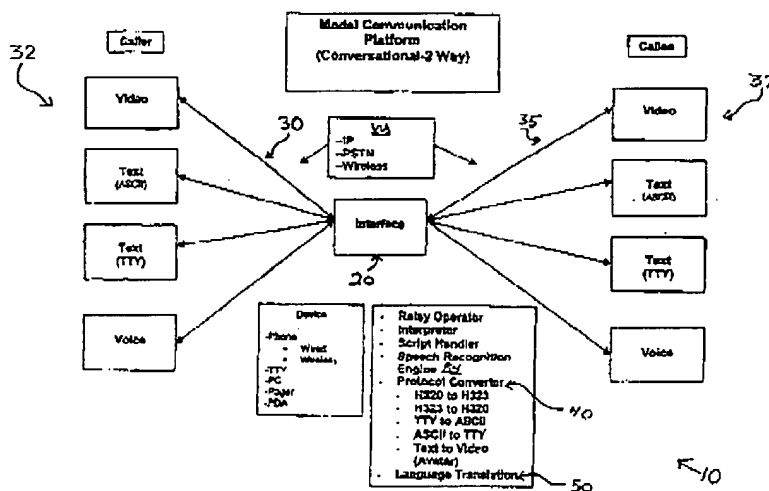 Model Communication
Platform
(Conversational-2 Way)
Caller
Callee
32
Video
Text
(ASCII)
Text
(TTY)
Voice
30
VIA
-IP
-PSTN
-Wireless
35
Interface
20
Video
Text
(ASCII)
Text
(TTY)
Voice
Device
-Phone
• Wired
• Wireless
-TTY
-PC
-Pager
-PDA
- Relay Operator
- Interpreter
- Script Handler
- Speech Recognition
Engine
- Protocol Converter
- H320 to H323
- H323 to H320
- TTY to ASCII
- ASCII to TTY
- Text to Video
(Avatar)
- Language Translation
40
50
10